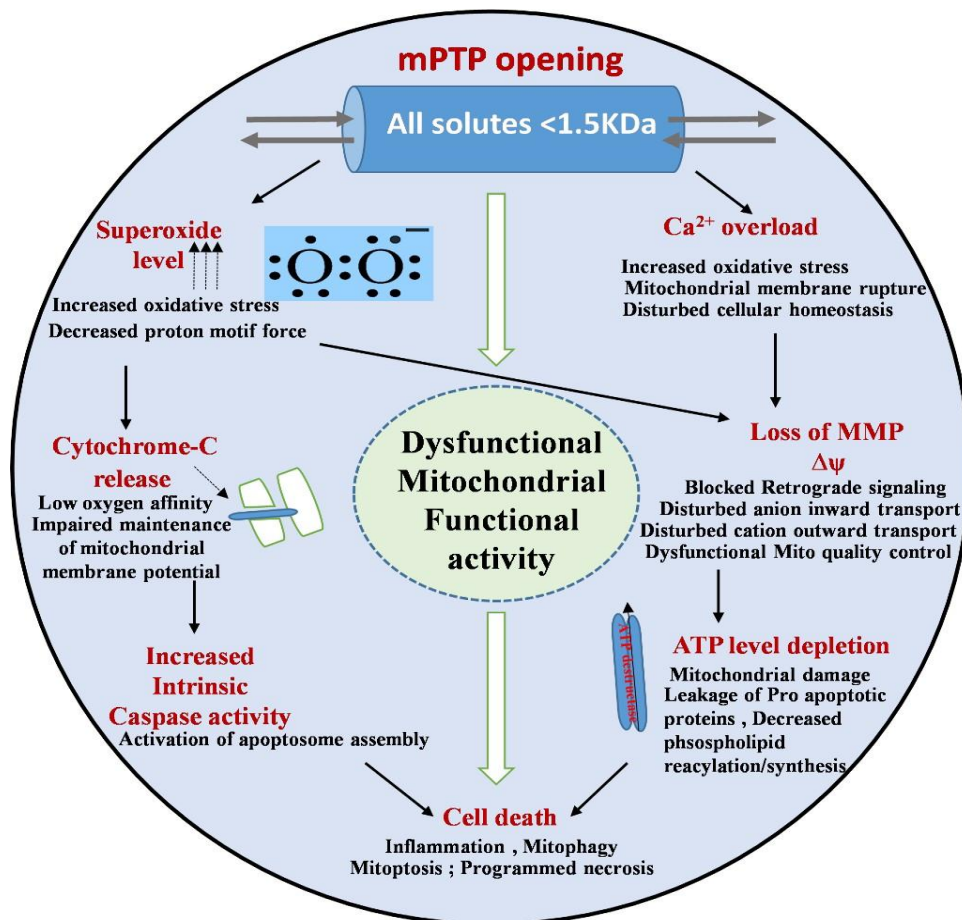 mPTP opening
All solutes <1.5KDa
Superoxide
level
Increased oxidative stress
Decreased proton motif force
O O
Ca²⁺ overload
Increased oxidative stress
Mitochondrial membrane rupture
Disturbed cellular homeostasis
Cytochrome-C
release
Low oxygen affinity
Impaired maintenance
of mitochondrial
membrane potential
Dysfunctional
Mitochondrial
Functional
activity
Loss of MMP
Δψ
Blocked Retrograde signaling
Disturbed anion inward transport
Disturbed cation outward transport
Dysfunctional Mito quality control
Increased
Intrinsic
Caspase activity
Activation of apoptosome assembly
ATP destructase
ATP level depletion
Mitochondrial damage
Leakage of Pro apoptotic
proteins , Decreased
phsospholipid
reacylation/synthesis
Cell death
Inflammation , Mitophagy
Mitoptosis ; Programmed necrosis